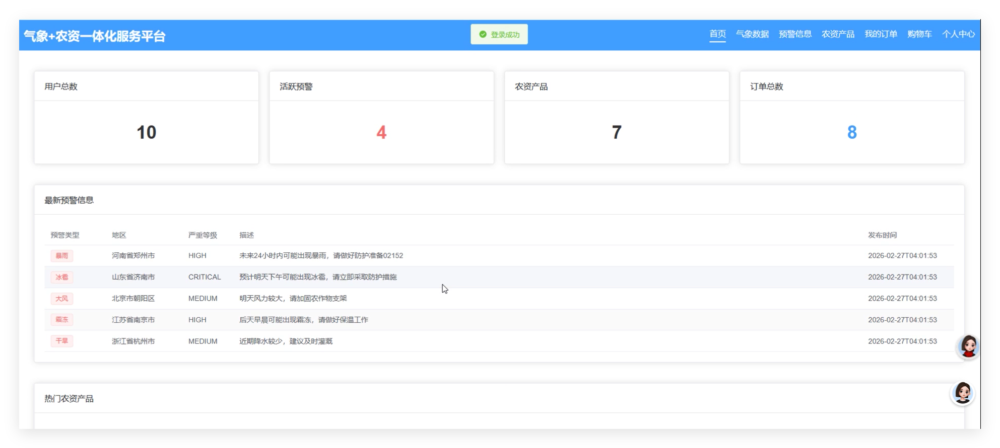 气象+农资一体化服务平台
登录成功
首页 气象数据 预警信息 农资产品 我的订单 购物车 个人中心
用户总数 活跃预警 农资产品 订单总数
10 4 7 8
最新预警信息
预警类型 地区 严重等级 描述 发布时间
暴雨 河南省郑州市 HIGH 未来24小时内可能出现暴雨，请做好防护准备02152 2026-02-27T04:01:53
冰雹 山东省济南市 CRITICAL 预计明天下午可能出现冰雹，请立即采取防护措施 2026-02-27T04:01:53
大风 北京市朝阳区 MEDIUM 明天风力较大，请加固农作物支架 2026-02-27T04:01:53
霜冻 江苏省南京市 HIGH 后天早晨可能出现霜冻，请做好保温工作 2026-02-27T04:01:53
干旱 浙江省杭州市 MEDIUM 近期降水较少，建议及时灌溉 2026-02-27T04:01:53
热门农资产品